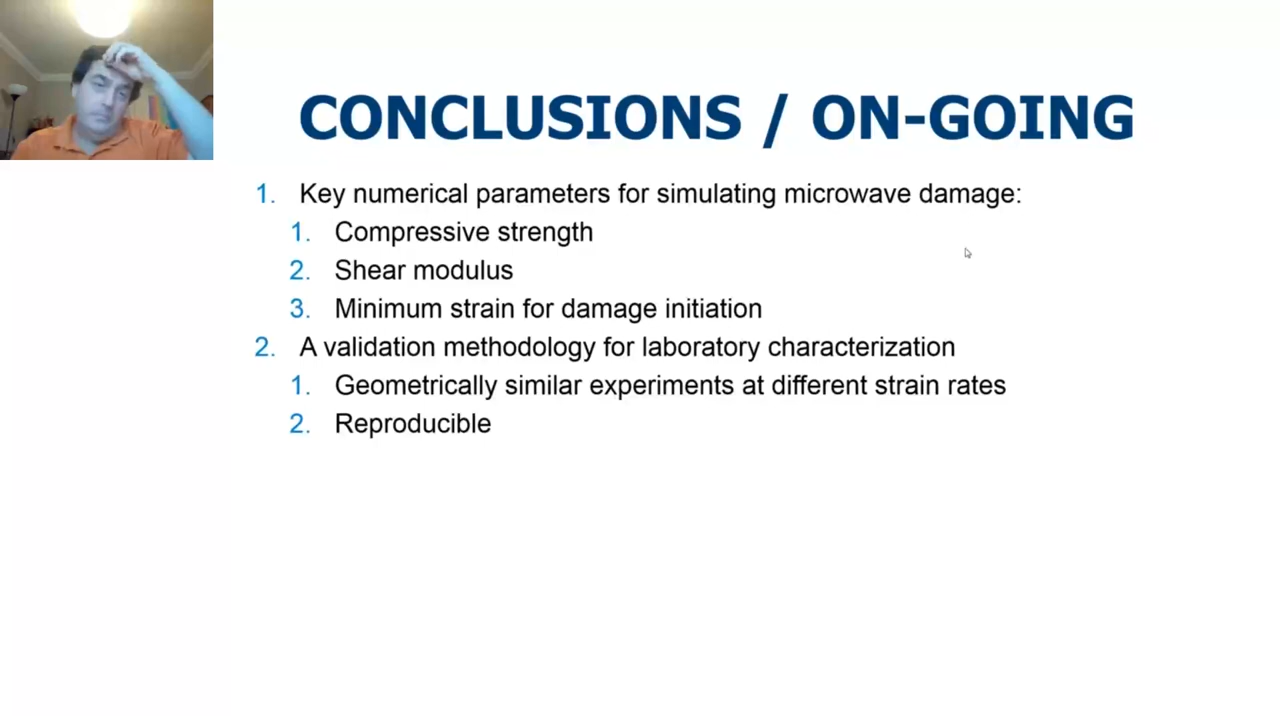 CONCLUSIONS / ON-GOING
1. Key numerical parameters for simulating microwave damage:
1. Compressive strength
2. Shear modulus
3. Minimum strain for damage initiation
2. A validation methodology for laboratory characterization
1. Geometrically similar experiments at different strain rates
2. Reproducible